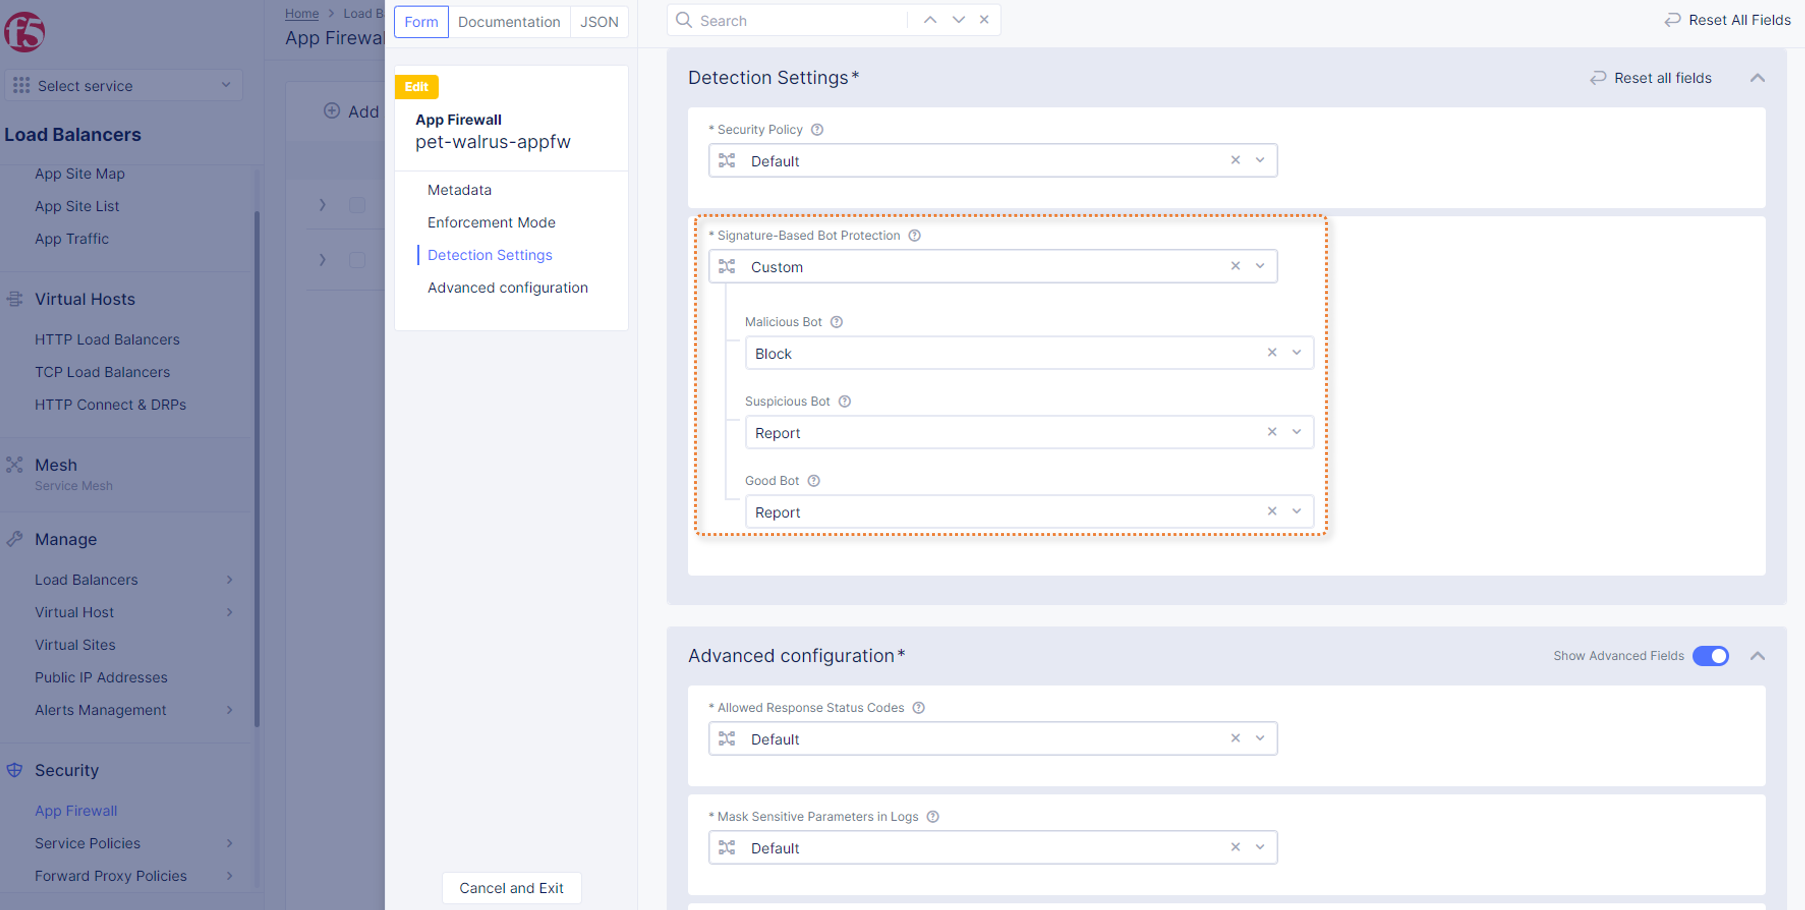 f5
Select service
Load Balancers
App Site Map
App Site List
App Traffic
Virtual Hosts
HTTP Load Balancers
TCP Load Balancers
HTTP Connect & DRPs
Mesh
Service Mesh
Manage
Load Balancers
Virtual Host
Virtual Sites
Public IP Addresses
Alerts Management
Security
App Firewall
Service Policies
Forward Proxy Policies
Home > Load B
App Firewal
Add
Form Documentation JSON
Edit
App Firewall
pet-walrus-appfw
Metadata
Enforcement Mode
Detection Settings
Advanced configuration
Cancel and Exit
Search
Reset All Fields
Detection Settings*
Reset all fields
* Security Policy
Default
* Signature-Based Bot Protection
Custom
Malicious Bot
Block
Suspicious Bot
Report
Good Bot
Report
Advanced configuration*
Show Advanced Fields
* Allowed Response Status Codes
Default
* Mask Sensitive Parameters in Logs
Default